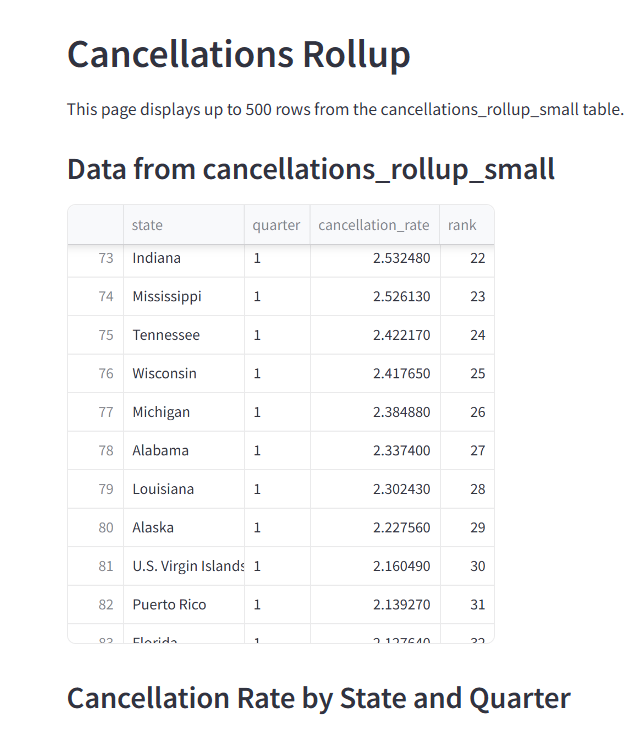 Cancellations Rollup
This page displays up to 500 rows from the cancellations_rollup_small table.
Data from cancellations_rollup_small
state quarter cancellation_rate rank
73 Indiana 1 2.532480 22
74 Mississippi 1 2.526130 23
75 Tennessee 1 2.422170 24
76 Wisconsin 1 2.417650 25
77 Michigan 1 2.384880 26
78 Alabama 1 2.337400 27
79 Louisiana 1 2.302430 28
80 Alaska 1 2.227560 29
81 U.S. Virgin Islands 1 2.160490 30
82 Puerto Rico 1 2.139270 31
83 Florida 1 2.127640 32
Cancellation Rate by State and Quarter